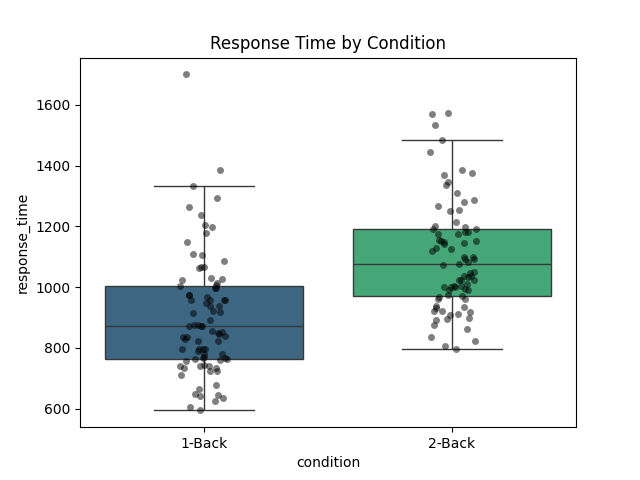 Response Time by Condition
1600
1400
1200
1000
800
600
response_time
1-Back
2-Back
condition